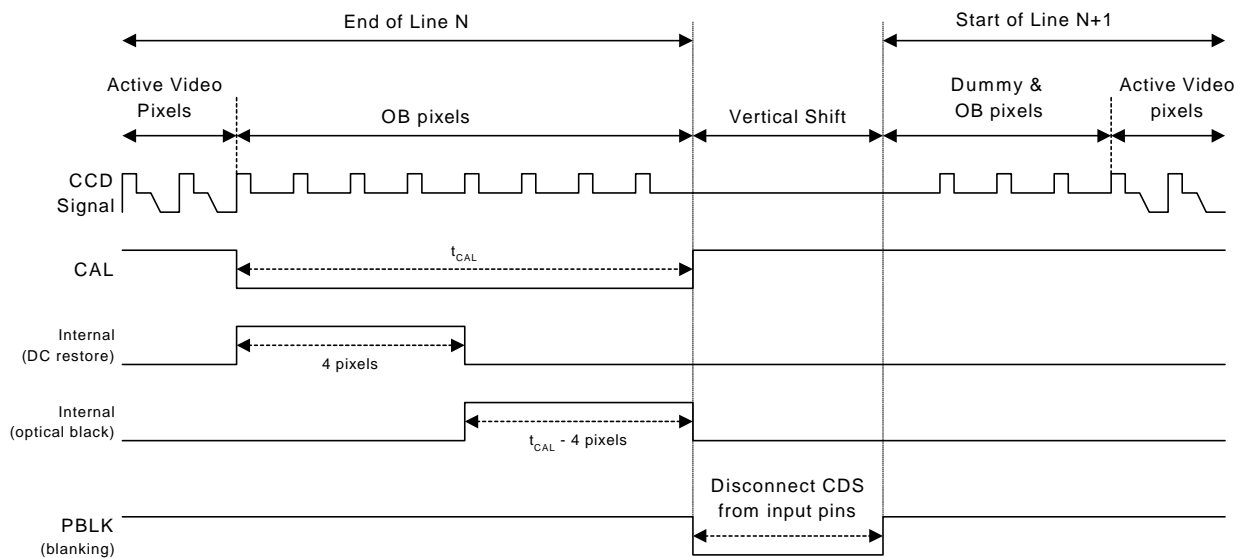 End of Line N
Start of Line N+1
Active Video
Pixels
OB pixels
Vertical Shift
Dummy &
OB pixels
Active Video
pixels
CCD
Signal
CAL
tCAL
Internal
(DC restore)
4 pixels
Internal
(optical black)
tCAL - 4 pixels
Disconnect CDS
from input pins
PBLK
(blanking)